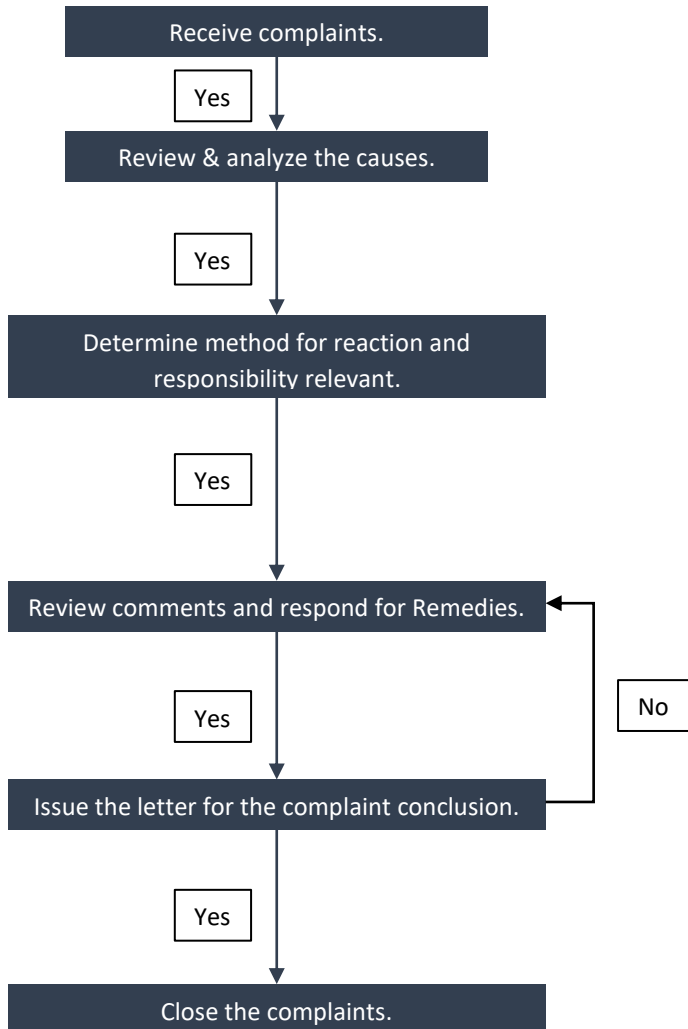 Receive complaints.
Yes
Review & analyze the causes.
Yes
Determine method for reaction and
responsibility relevant.
Yes
Review comments and respond for Remedies.
Yes
No
Issue the letter for the complaint conclusion.
Yes
Close the complaints.